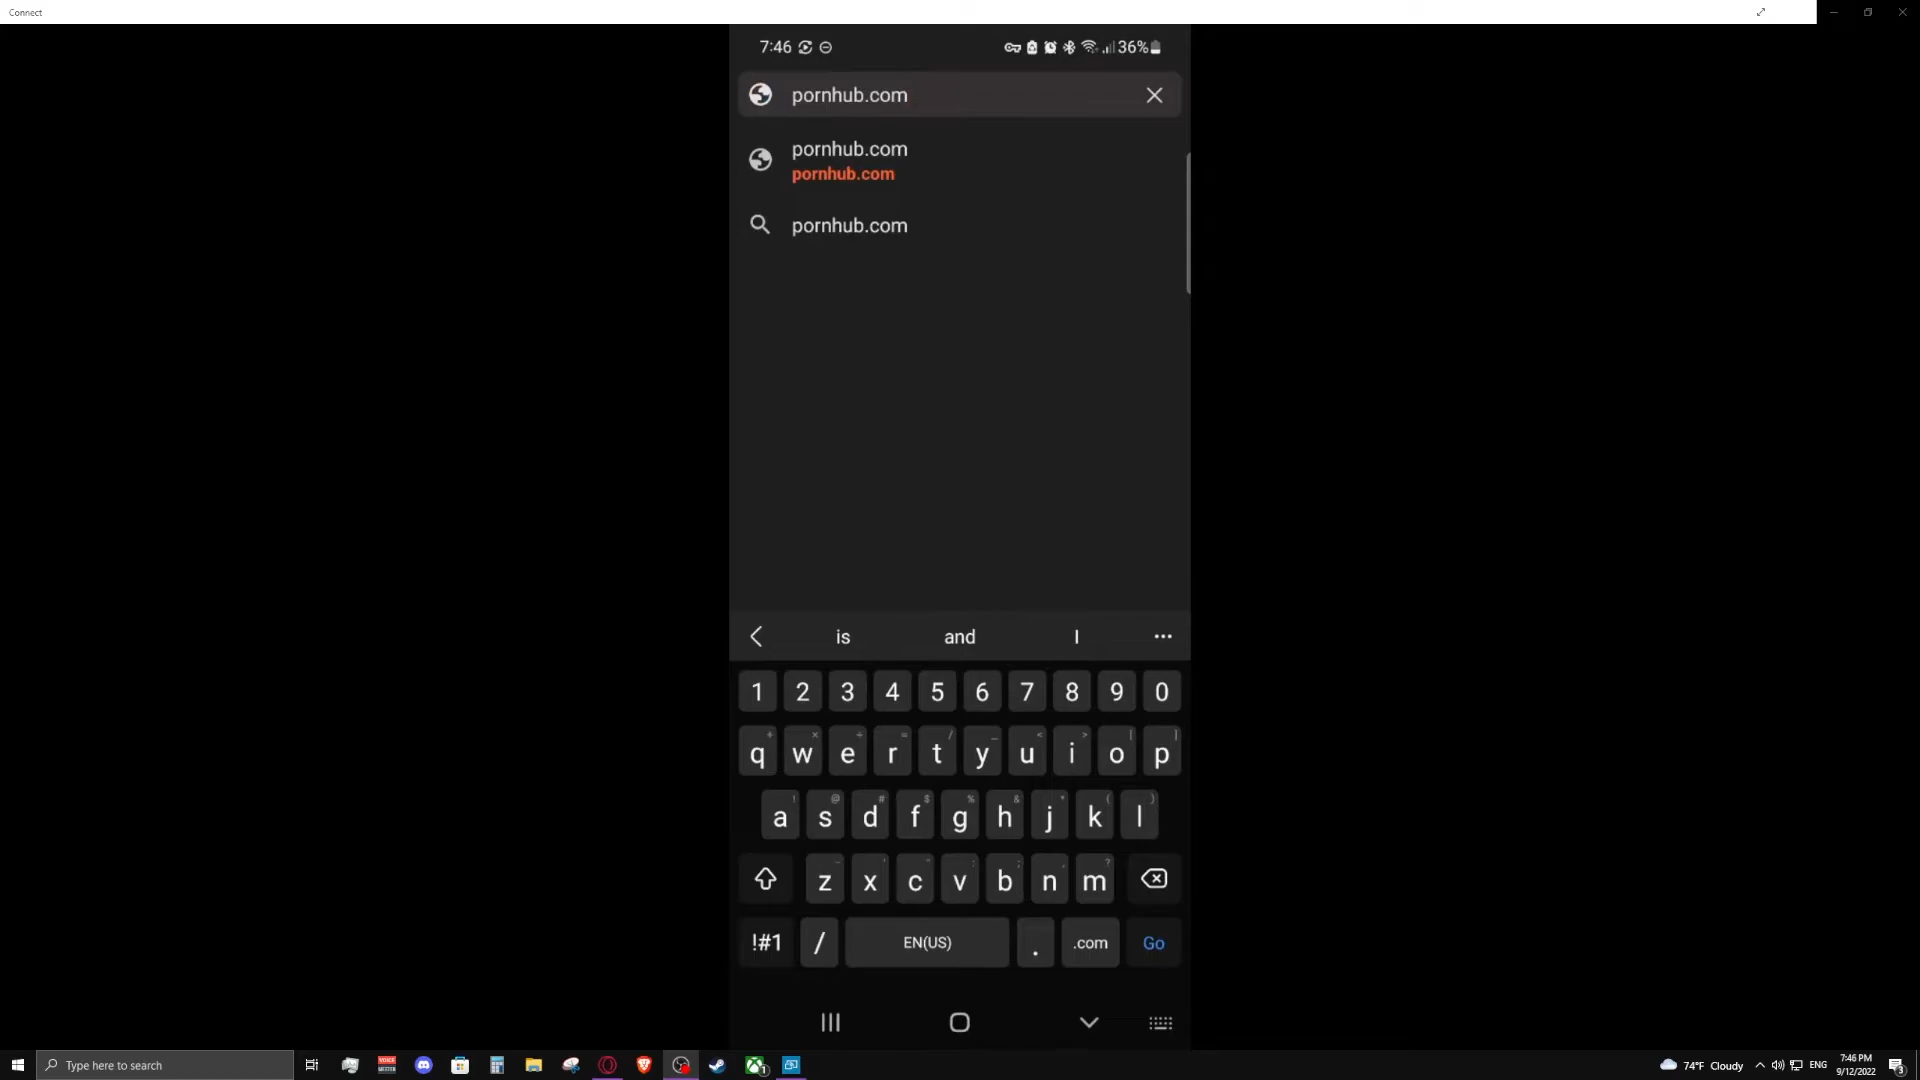 Connect
7:46 36%
pornhub.com
pornhub.com
pornhub.com
pornhub.com
is and I
1 2 3 4 5 6 7 8 9 0
q w e r t y u i o p
a s d f g h j k l
z x c v b n m
!#1 / EN(US) . .com Go
Type here to search
74°F Cloudy
ENG
7:46 PM
9/12/2022